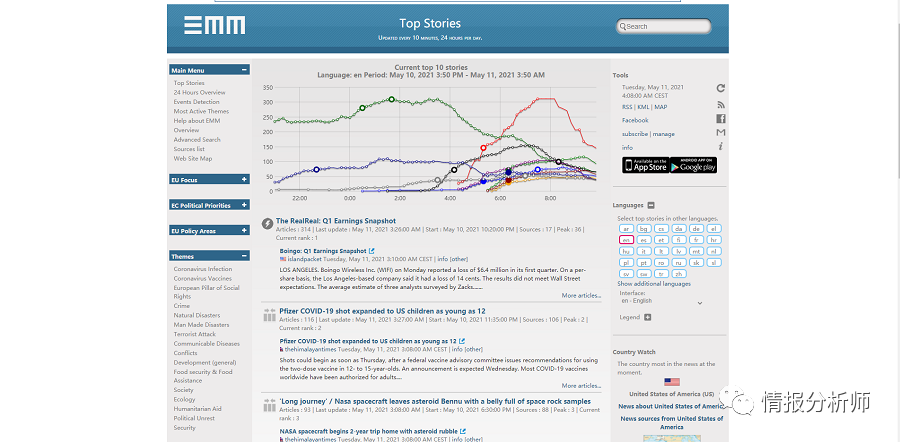 EMM
Top Stories
Updated every 10 minutes, 24 hours per day.
Search
Main Menu
Top Stories
24 Hours Overview
Events Detection
Most Active Themes
Help about EMM
Overview
Advanced Search
Sources list
Web Site Map
EU Focus
EC Political Priorities
EU Policy Areas
Themes
Coronavirus Infection
Coronavirus Vaccines
European Pillar of Social
Rights
Crime
Natural Disasters
Man Made Disasters
Terrorist Attack
Communicable Diseases
Conflicts
Development (general)
Food security & Food
Assistance
Society
Ecology
Humanitarian Aid
Political Unrest
Security
Current top 10 stories
Language: en Period: May 10, 2021 3:50 PM - May 11, 2021 3:50 AM
350
300
250
200
150
100
50
0
22:00
0:00
2:00
4:00
6:00
8:00
The RealReal: Q1 Earnings Snapshot
Articles : 314 | Last update : May 11, 2021 3:26:00 AM | Start : May 10, 2021 10:20:00 PM | Sources : 17 | Peak : 36 |
Current rank : 1
Boingo: Q1 Earnings Snapshot
islandpacket Tuesday, May 11, 2021 3:10:00 AM CEST | info [other]
LOS ANGELES. Boingo Wireless Inc. (WIFI) on Monday reported a loss of $6.4 million in its first quarter. On a per-
share basis, the Los Angeles-based company said it had a loss of 14 cents. The results did not meet Wall Street
expectations. The average estimate of three analysts surveyed by Zacks......
More articles...
Pfizer COVID-19 shot expanded to US children as young as 12
Articles : 116 | Last update : May 11, 2021 3:27:00 AM | Start : May 10, 2021 11:35:00 PM | Sources : 106 | Peak : 2 |
Current rank : 2
Pfizer COVID-19 shot expanded to US children as young as 12
thehimalayantimes Tuesday, May 11, 2021 3:08:00 AM CEST | info [other]
Shots could begin as soon as Thursday, after a federal vaccine advisory committee issues recommendations for using
the two-dose vaccine in 12- to 15-year-olds. An announcement is expected Wednesday. Most COVID-19 vaccines
worldwide have been authorized for adults....
More articles...
'Long journey' / Nasa spacecraft leaves asteroid Bennu with a belly full of space rock samples
Articles : 93 | Last update : May 11, 2021 3:08:00 AM | Start : May 10, 2021 6:30:00 PM | Sources : 88 | Peak : 3 | Current rank :
3
NASA spacecraft begins 2-year trip home with asteroid rubble
thehimalayantimes Tuesday, May 11, 2021 3:08:00 AM CEST | info [other]
Tools
Tuesday, May 11, 2021
4:08:00 AM CEST
RSS | KML | MAP
Facebook
subscribe | manage
info
Available on the
App Store
ANDROID APP ON
Google play
Languages
Select top stories in other languages.
ar bg cs da de el
en es et fi fr hr
hu it lt lv mt nl
pl pt ro ru sk sl
sv sw tr zh
Show additional languages
Interface:
en - English
Legend
Country Watch
The country most in the news at the
moment.
United States of America (US)
News about United States of America
News sources from United States of
America
情报分析师